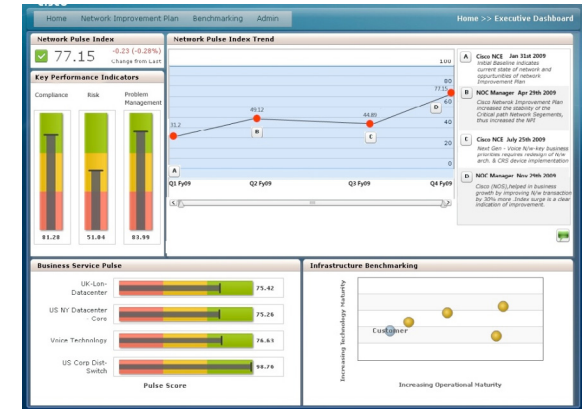 Home Network Improvement Plan Benchmarking Admin
Home >> Executive Dashboard
Network Pulse Index
77.15
-0.23 (-0.28%)
Change from Last
Key Performance Indicators
Compliance Risk Problem
Management
81.28 51.84 83.99
Network Pulse Index Trend
100
80
60
40
20
0
31.2
49.12
44.89
77.15
A
B
C
D
Q1 Fy09 Q2 Fy09 Q3 Fy09 Q4 Fy09
A Cisco NCE Jan 31st 2009
Initial Baseline indicates
current state of network and
oppurtunities of network
Improvement Plan
B NOC Manager Apr 29th 2009
Cisco Network Improvement Plan
increased the stability of the
Critical path Network Segements,
thus increased the NPI
C Cisco NCE July 25th 2009
Next Gen - Voice N/w-key business
priorities requires redesign of N/w
arch. & CRS device implementation
D NOC Manager Nov 29th 2009
Cisco (NOS),helped in business
growth by improving N/w transaction
by 30% more .Index surge is a clear
indication of improvement.
Business Service Pulse
UK-Lon-
Datacenter
75.42
US NY Datacenter
- Core
75.26
Voice Technology
76.63
US Corp Dist-
Switch
98.76
Pulse Score
Infrastructure Benchmarking
Increasing Technology Maturity
Customer
Increasing Operational Maturity